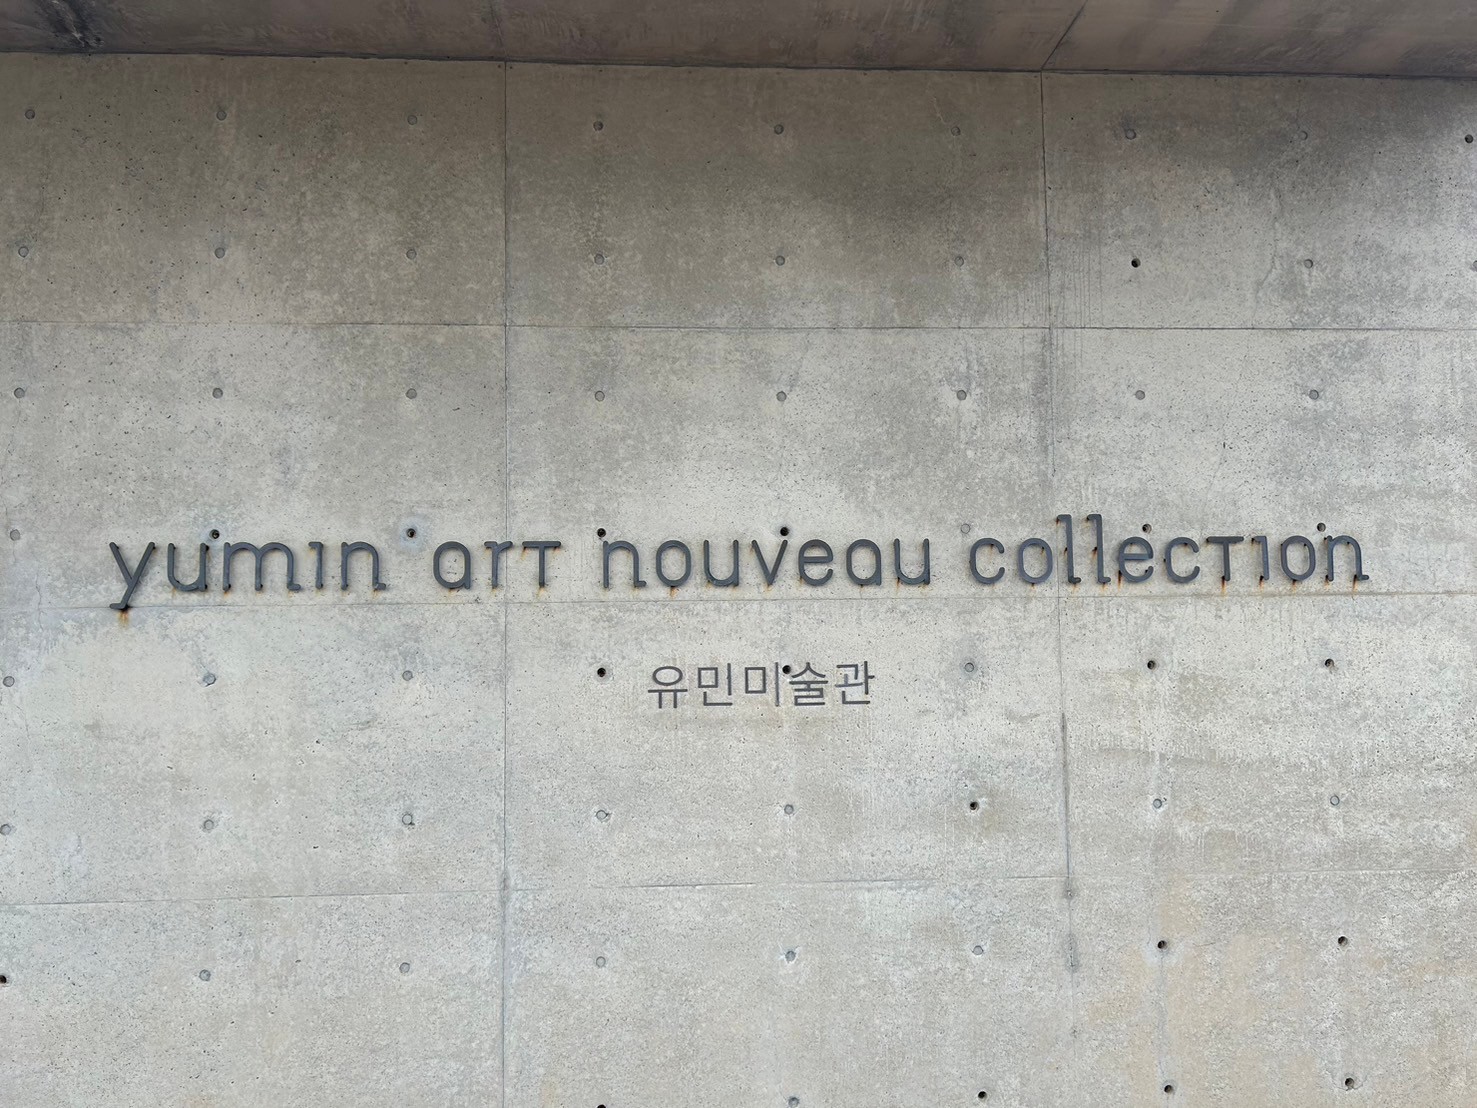 yumin art nouveau collection
유민미술관